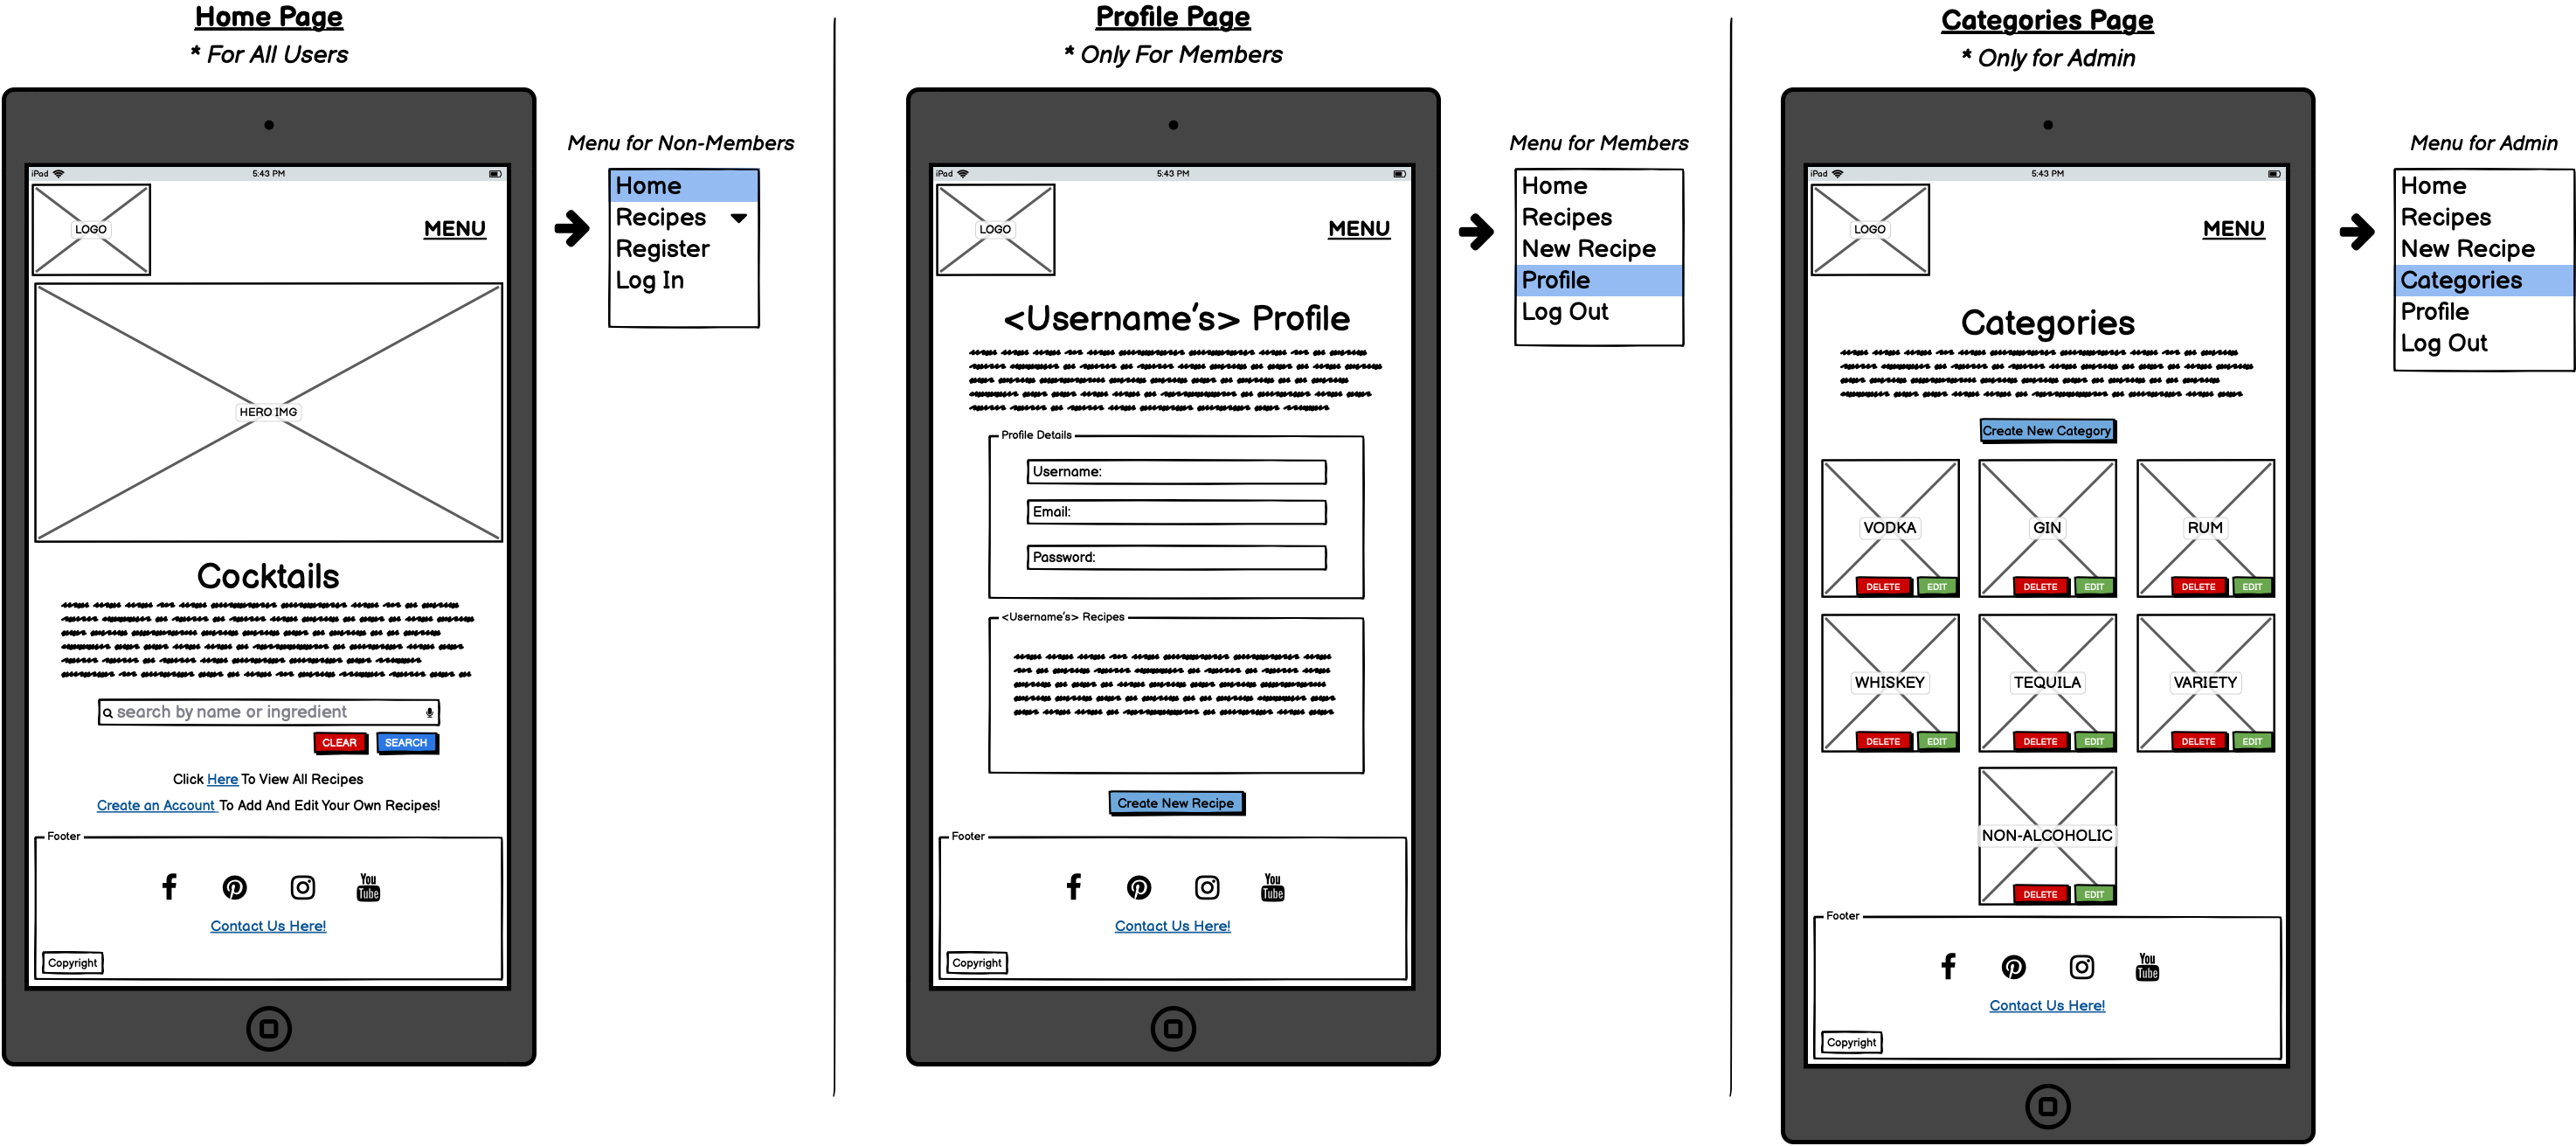 Home Page
* For All Users
Menu for Non-Members
iPad 5:43 PM
LOGO
MENU
Home
Recipes
Register
Log In
HERO IMG
Cocktails
search by name or ingredient
CLEAR SEARCH
Click Here To View All Recipes
Create an Account To Add And Edit Your Own Recipes!
Footer
You
Tube
Contact Us Here!
Copyright
Profile Page
* Only For Members
Menu for Members
iPad 5:43 PM
LOGO
MENU
Home
Recipes
New Recipe
Profile
Log Out
<Username's> Profile
Profile Details
Username:
Email:
Password:
<Username's> Recipes
Create New Recipe
Footer
You
Tube
Contact Us Here!
Copyright
Categories Page
* Only for Admin
Menu for Admin
iPad 5:43 PM
LOGO
MENU
Home
Recipes
New Recipe
Categories
Profile
Log Out
Categories
Create New Category
VODKA GIN RUM
DELETE EDIT DELETE EDIT DELETE EDIT
WHISKEY TEQUILA VARIETY
DELETE EDIT DELETE EDIT DELETE EDIT
NON-ALCOHOLIC
DELETE EDIT
Footer
You
Tube
Contact Us Here!
Copyright